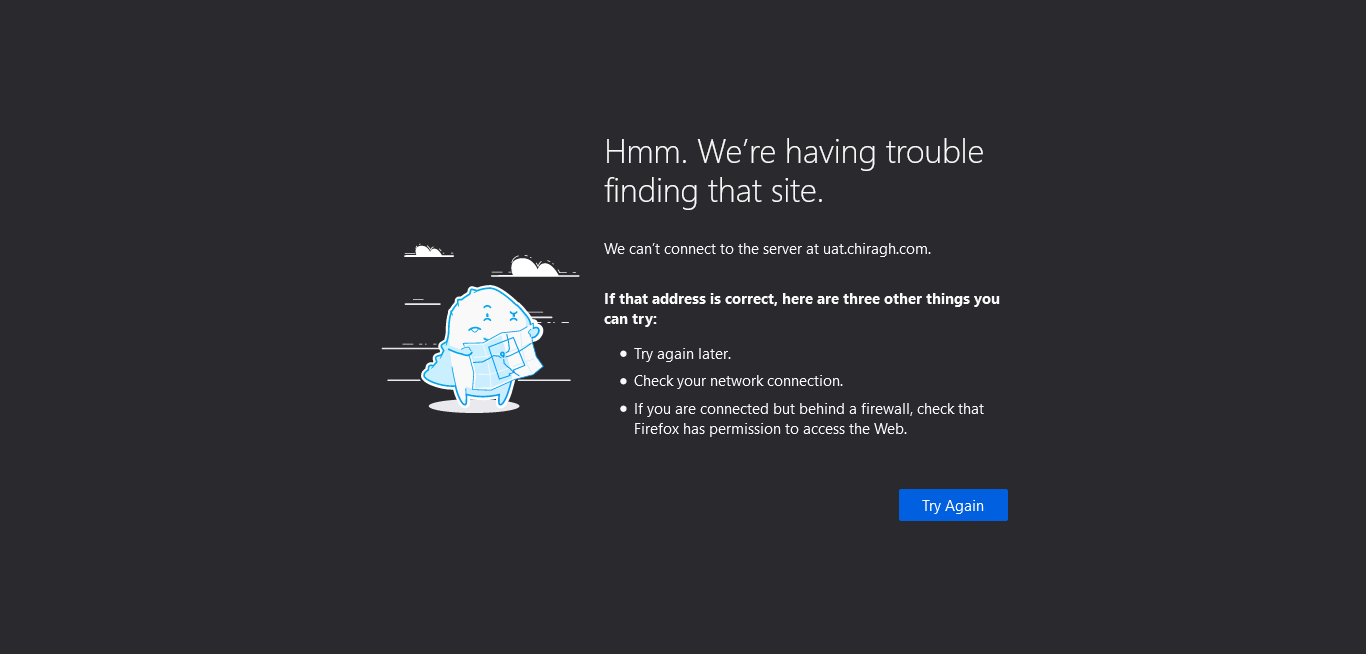 Hmm. We're having trouble
finding that site.
We can't connect to the server at uat.chiragh.com.
If that address is correct, here are three other things you
can try:
• Try again later.
• Check your network connection.
• If you are connected but behind a firewall, check that
Firefox has permission to access the Web.
Try Again